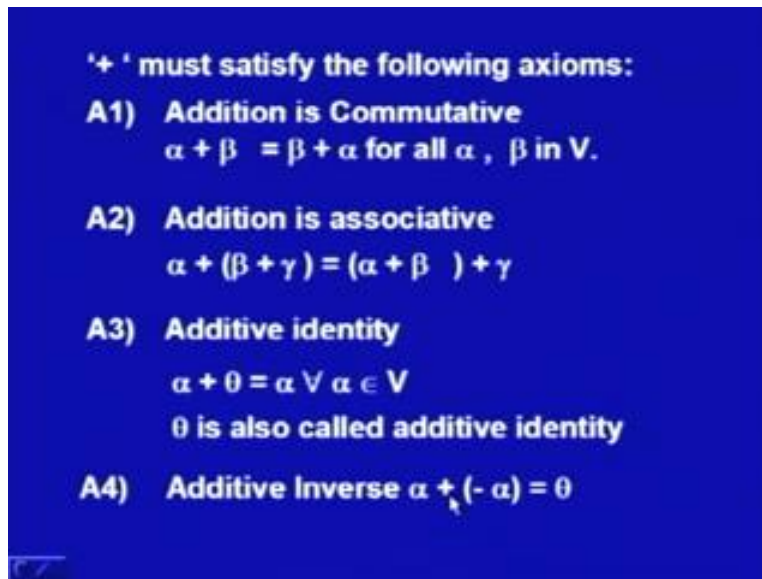 ‘+ ‘ must satisfy the following axioms:
A1) Addition is Commutative
α + β = β + α for all α , β in V.
A2) Addition is associative
α + (β + γ ) = (α + β ) + γ
A3) Additive identity
α + θ = α ∀ α ∈ V
θ is also called additive identity
A4) Additive Inverse α + (- α) = θ